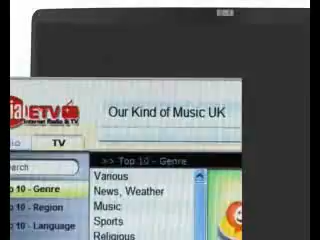 ETV
Internet Radio & TV
Our Kind of Music UK
TV
earch
>> Top 10 - Genre
Various
p 10 - Genre
News, Weather
Music
p 10 - Region
Sports
p 10 - Language
Religious